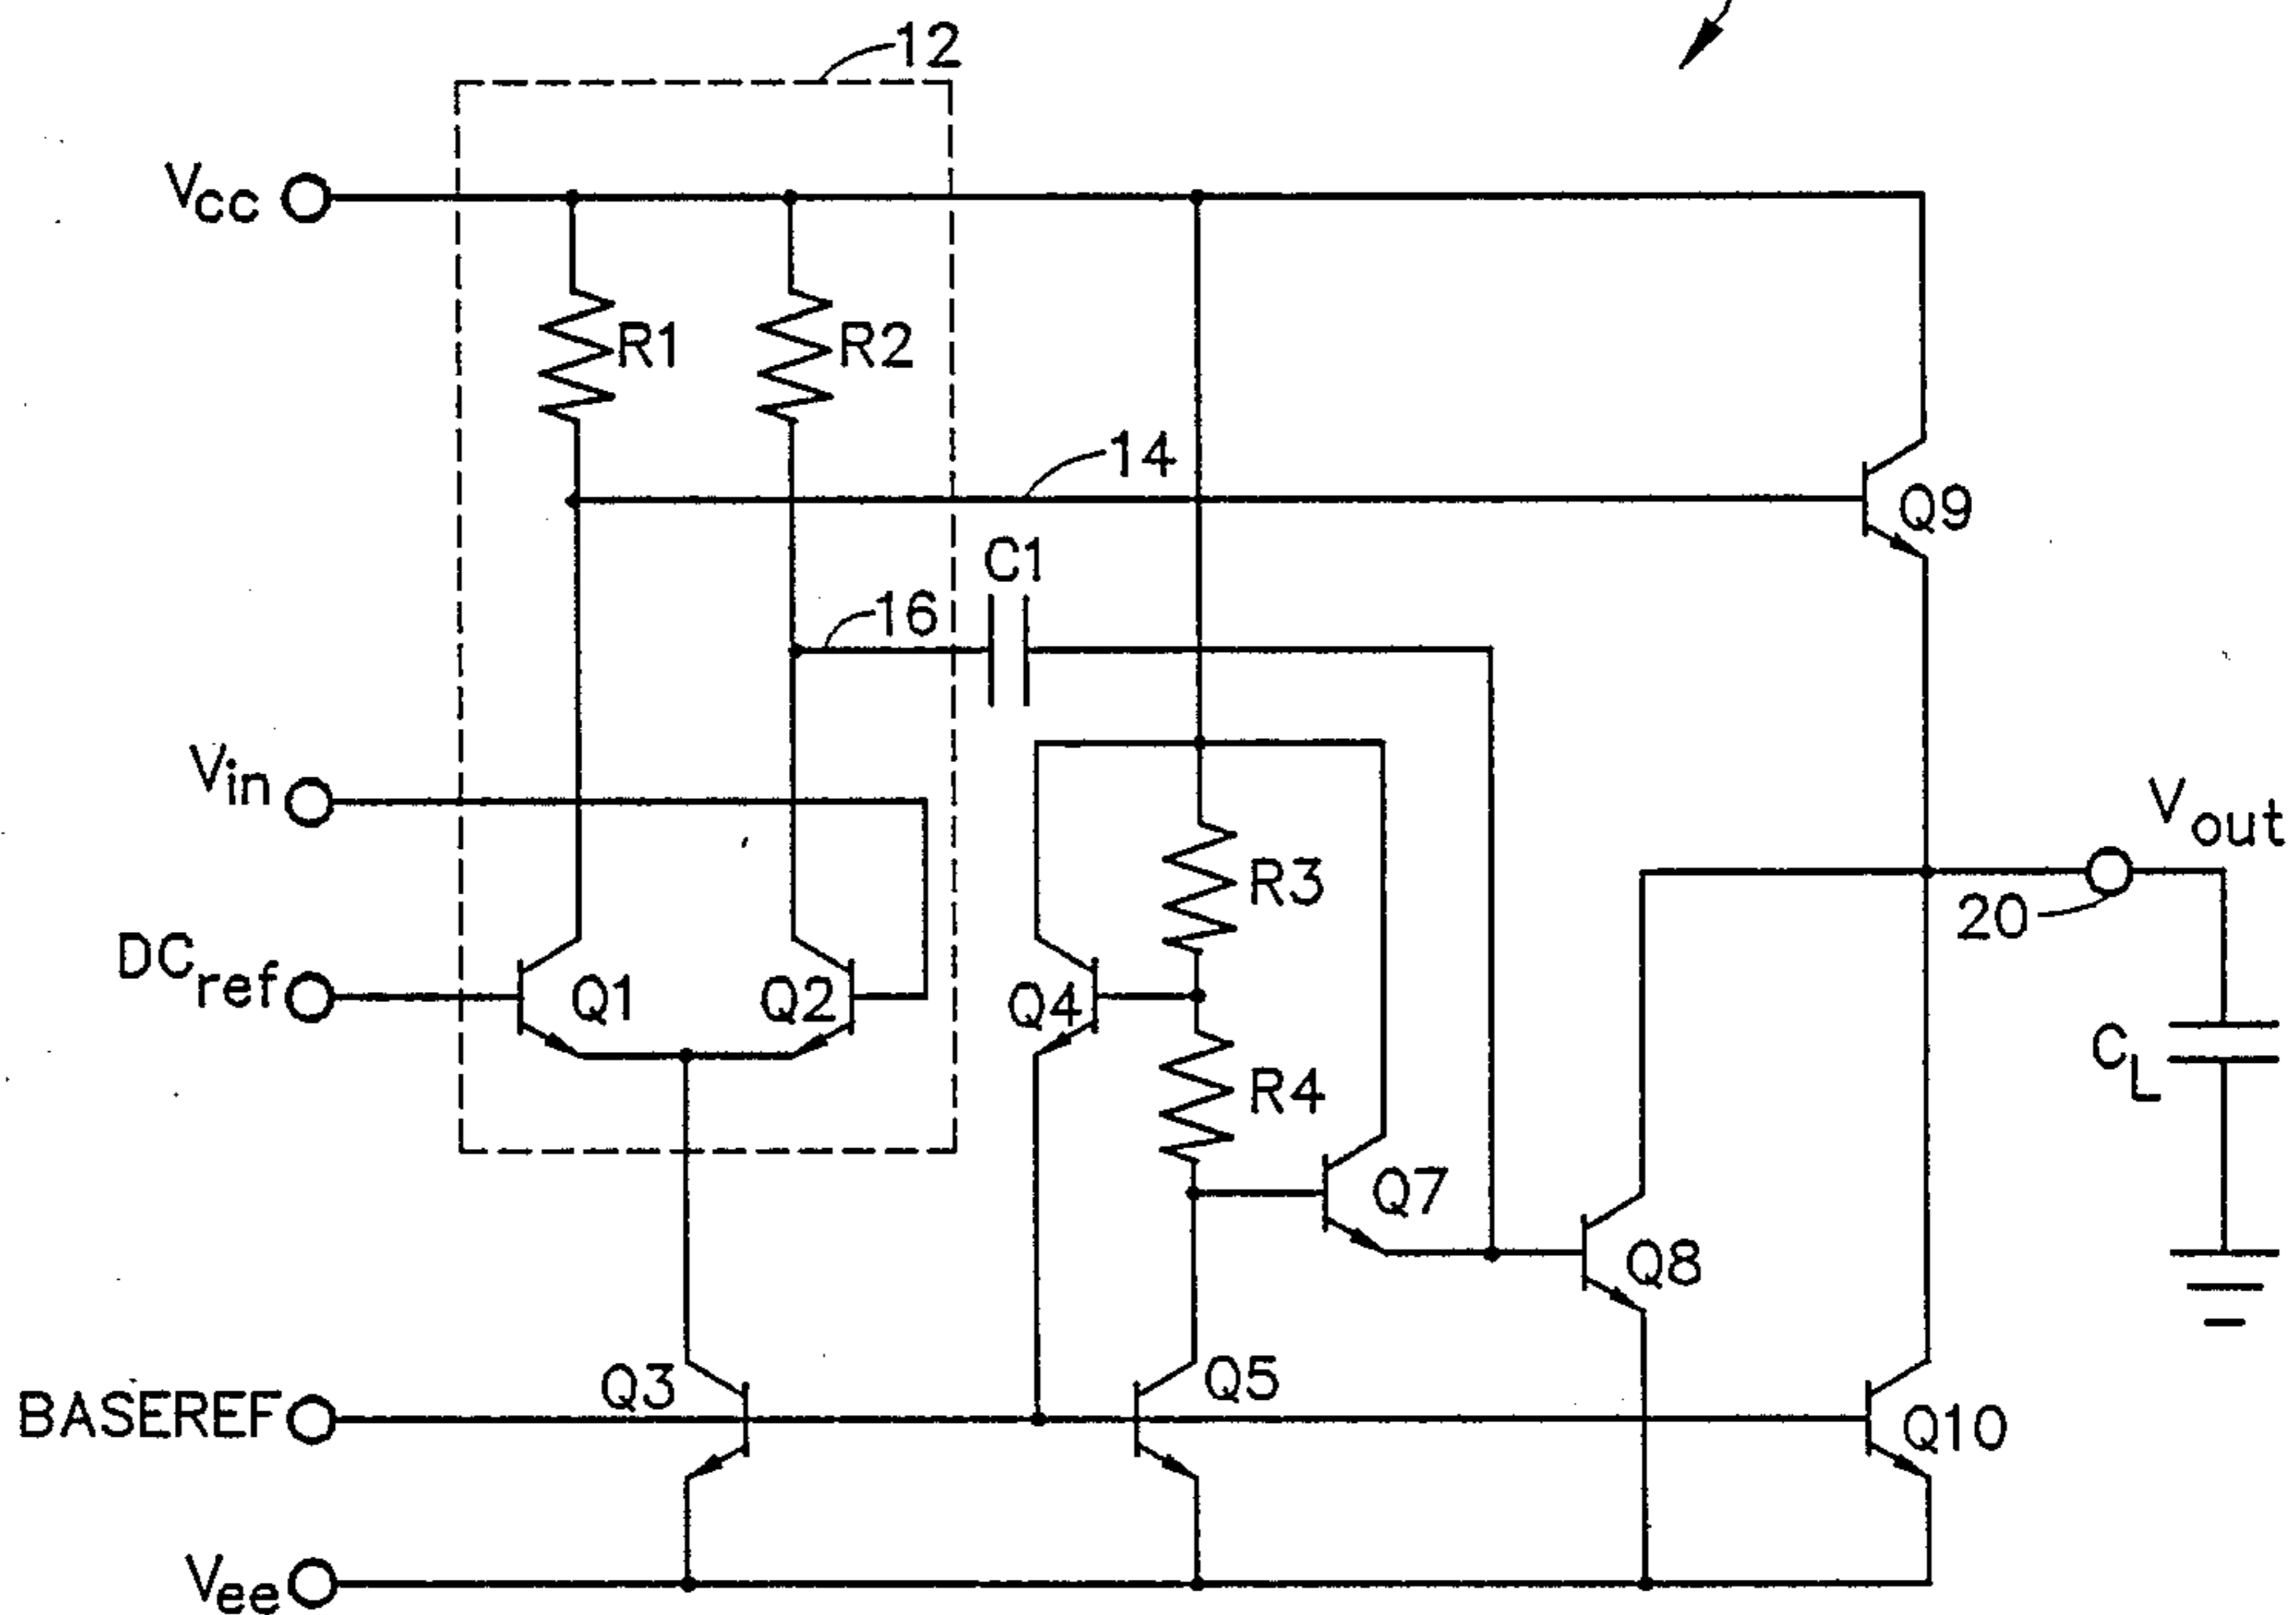 12
Vcc
R1
R2
14
Q9
C1
16
Vin
Vout
R3
20
DCref
Q1
Q2
Q4
CL
R4
Q7
Q8
Q3
Q5
BASEREF
Q10
Vee